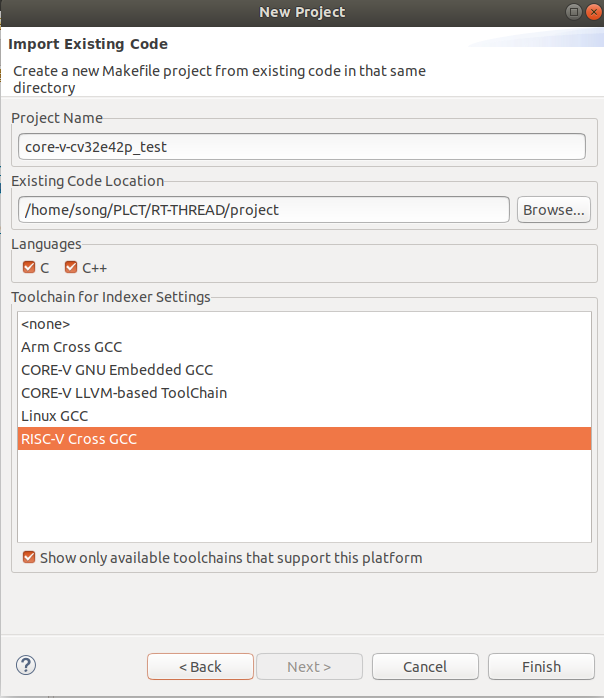 New Project
Import Existing Code
Create a new Makefile project from existing code in that same
directory
Project Name
core-v-cv32e42p_test
Existing Code Location
/home/song/PLCT/RT-THREAD/project
Browse...
Languages
C C++
Toolchain for Indexer Settings
<none>
Arm Cross GCC
CORE-V GNU Embedded GCC
CORE-V LLVM-based ToolChain
Linux GCC
RISC-V Cross GCC
Show only available toolchains that support this platform
? < Back Next > Cancel Finish